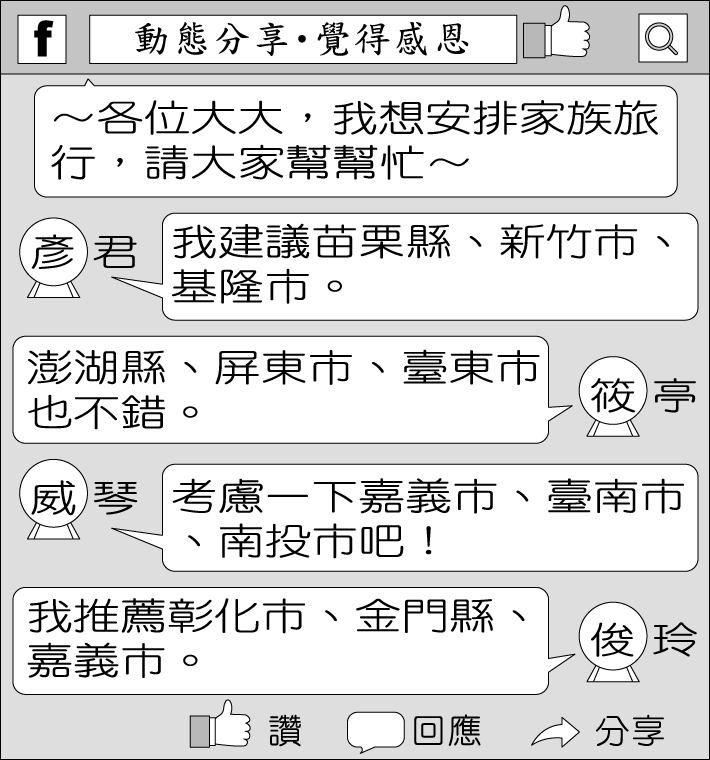 f
動態分享•覺得感恩
～各位大大，我想安排家族旅
行，請大家幫幫忙～
彥君
我建議苗栗縣、新竹市、
基隆市。
澎湖縣、屏東市、臺東市
也不錯。
筱亭
威琴
考慮一下嘉義市、臺南市
、南投市吧！
我推薦彰化市、金門縣、
嘉義市。
俊玲
讚 回應 分享